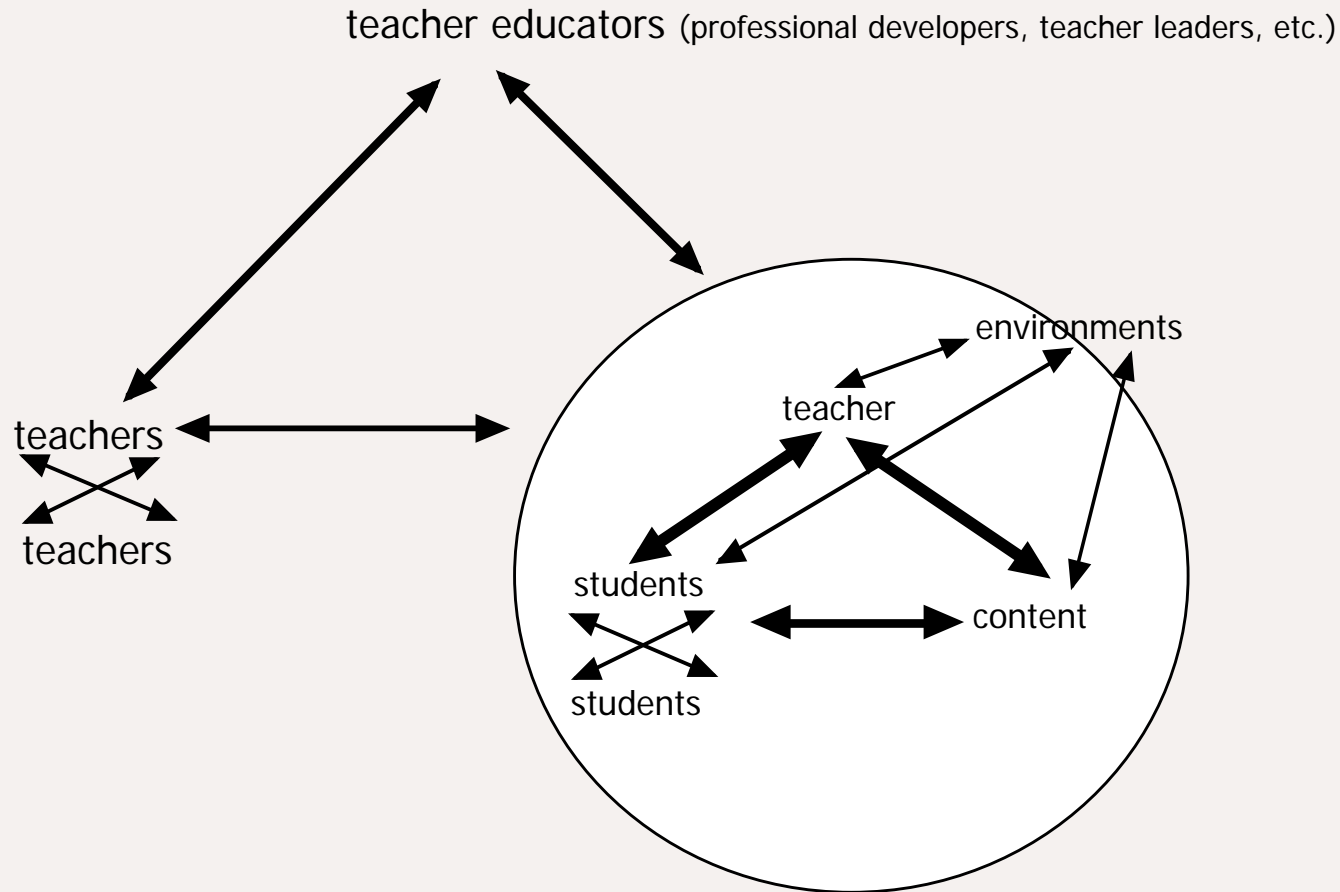 teacher educators (professional developers, teacher leaders, etc.)
environments
teacher
teachers
teachers
students
content
students